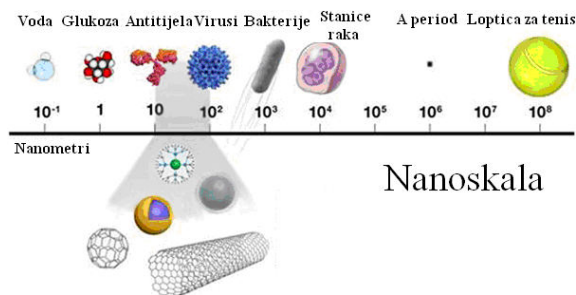 Voda Glukoza Antitijela Virusi Bakterije Stanice raka A period Loptica za tenis
10⁻¹ 1 10 10² 10³ 10⁴ 10⁵ 10⁶ 10⁷ 10⁸
Nanometri
Nanoskala